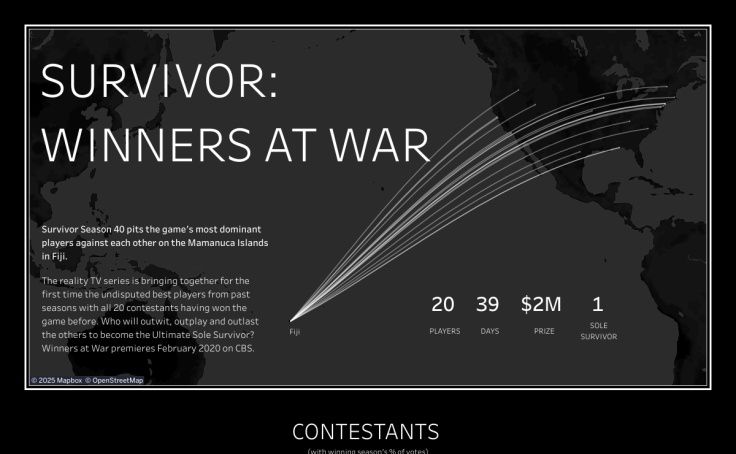 SURVIVOR:
WINNERS AT WAR
Survivor Season 40 pits the game's most dominant
players against each other on the Mamanuca Islands
in Fiji.
The reality TV series is bringing together for the
first time the undisputed best players from past
seasons with all 20 contestants having won the
game before. Who will outwit, outplay and outlast
the others to become the Ultimate Sole Survivor?
Winners at War premieres February 2020 on CBS.
Fiji
20
39
$2M
1
PLAYERS
DAYS
PRIZE
SOLE
SURVIVOR
© 2025 Mapbox © OpenStreetMap
CONTESTANTS
(with winning season's % of votes)